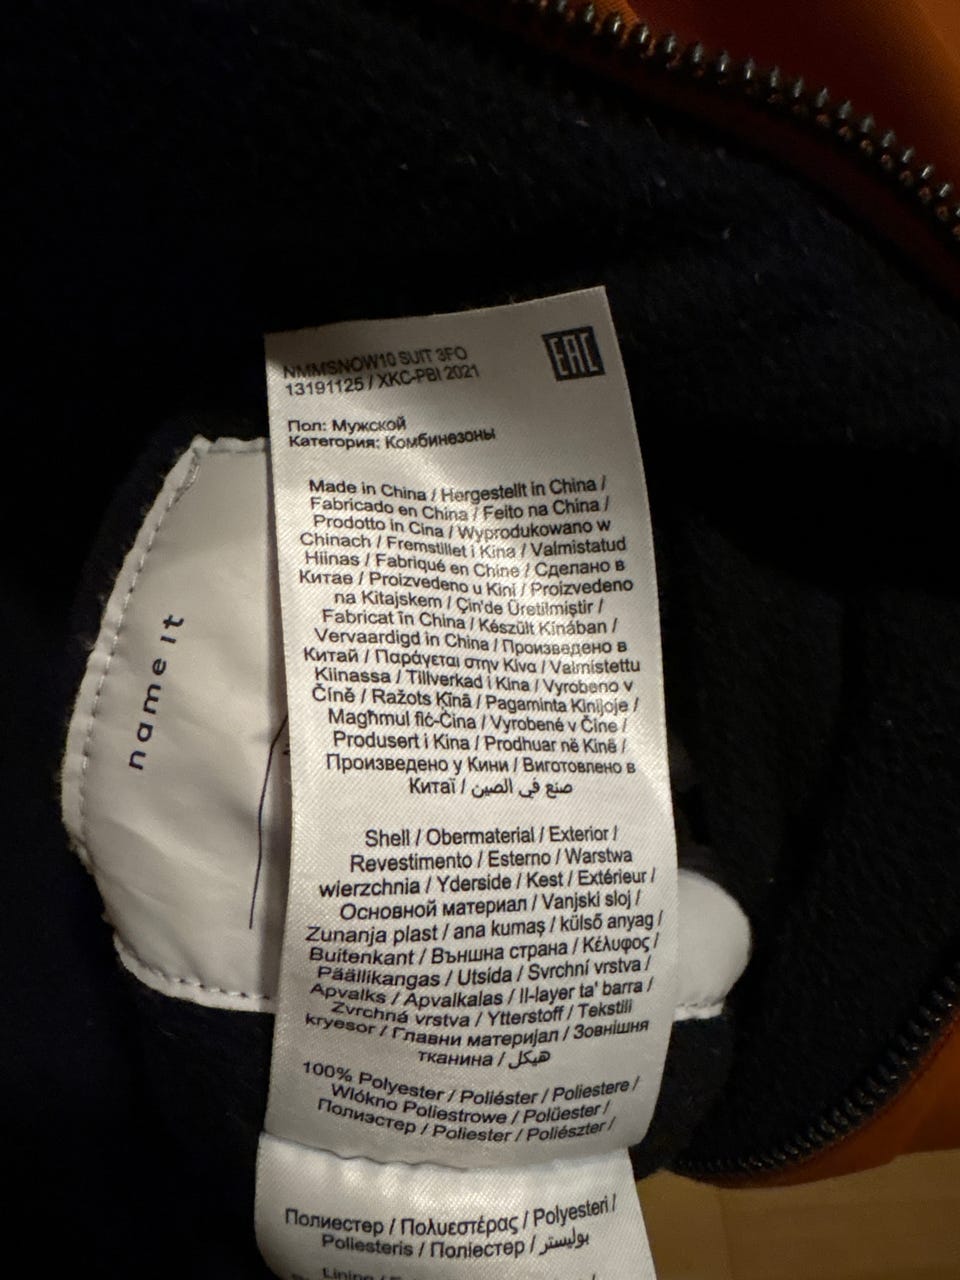 NMMSNOW10 SUIT 3FO
13191125 / XKC-PBI 2021
EAC
Пол: Мужской
Категория: Комбинезоны
Made in China / Hergestellt in China /
Fabricado en China / Feito na China /
Prodotto in Cina / Wyprodukowano w
Chinach / Fremstillet i Kina / Valmistatud
Hiinas / Fabriqué en Chine / Сделано в
Китае / Proizvedeno u Kini / Proizvedeno
na Kitajskem / Çin'de Üretilmiştir /
Fabricat în China / Készült Kínában /
Vervaardigd in China / Произведено в
Китай / Παράγεται στην Κίνα / Valmistettu
Kiinassa / Tillverkad i Kina / Vyrobeno v
Číně / Ražots Ķīnā / Pagaminta Kinijoje /
Magħmul fiċ-Ċina / Vyrobené v Číne /
Produsert i Kina / Prodhuar në Kinë /
Произведено у Кини / Виготовлено в
Китаї / صنع في الصين
Shell / Obermaterial / Exterior /
Revestimento / Esterno / Warstwa
wierzchnia / Yderside / Kest / Extérieur /
Основной материал / Vanjski sloj /
Zunanja plast / ana kumaş / külső anyag /
Buitenkant / Външна страна / Κέλυφος /
Päällikangas / Utsida / Svrchní vrstva /
Apvalks / Apvalkalas / Il-layer ta' barra /
Zvrchná vrstva / Ytterstoff / Tekstili
kryesor / Главни материјал / Зовнішня
тканина / هيكل
100% Polyester / Poliéster / Poliestere /
Włókno Poliestrowe / Polüester /
Полиэстер / Poliester / Poliészter /
Полиестер / Πολυεστέρας / Polyesteri /
Poliesteris / Поліестер / بوليستر
Lining /
name it